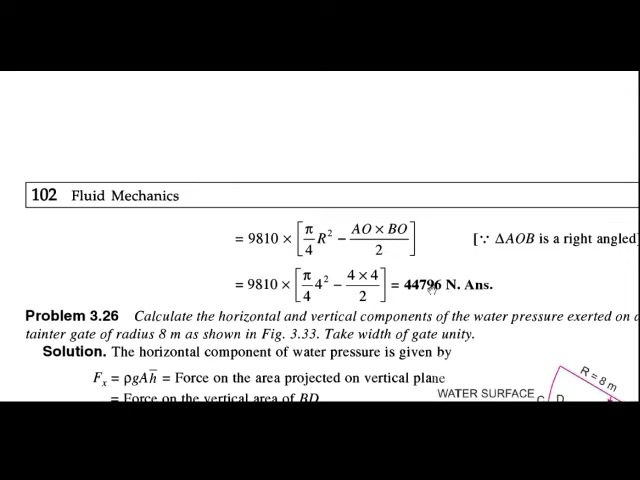 102 Fluid Mechanics
= 9810 × [π/4 R² − AO × BO/2] [∵ ΔAOB is a right angled]
= 9810 × [π/4 4² − 4 × 4/2] = 44796 N. Ans.
Problem 3.26 Calculate the horizontal and vertical components of the water pressure exerted on a
tainter gate of radius 8 m as shown in Fig. 3.33. Take width of gate unity.
Solution. The horizontal component of water pressure is given by
Fₓ = ρgAh̅ = Force on the area projected on vertical plane
= Force on the vertical area of BD
WATER SURFACE
C D
R = 8 m